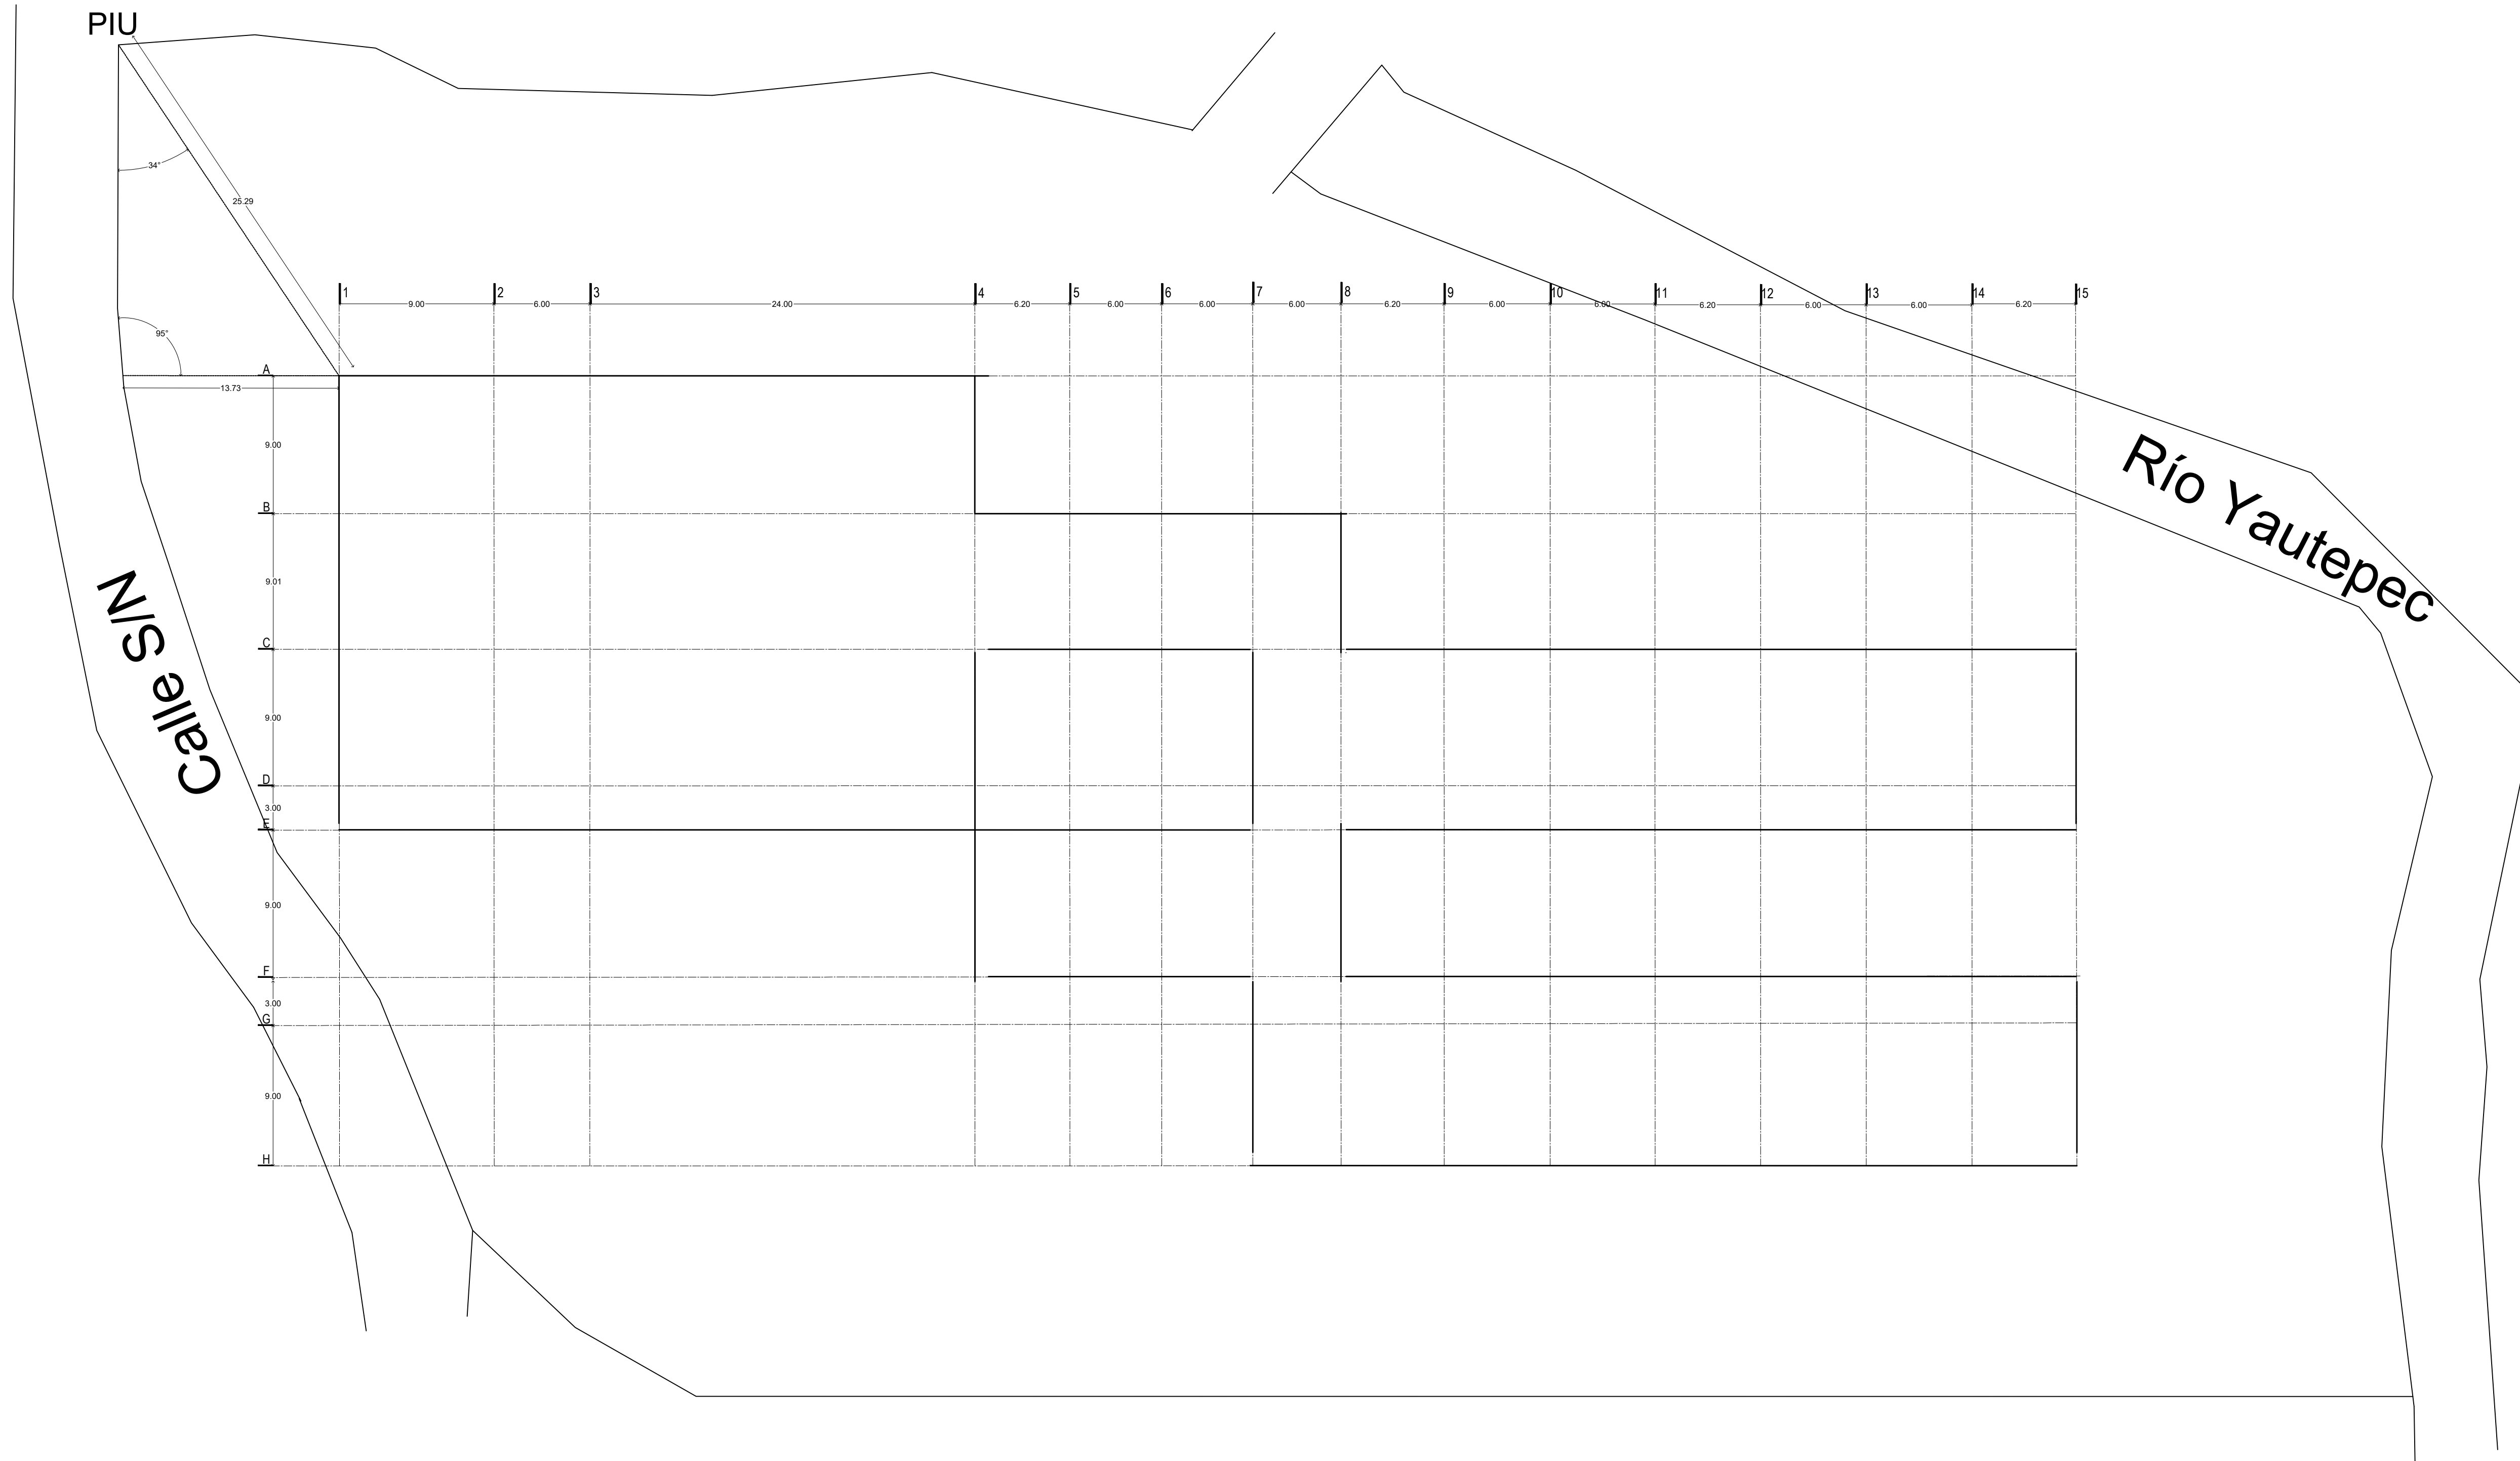 PIU
34°
25.29
1 2 3 4 5 6 7 8 9 10 11 12 13 14 15
9.00 6.00 24.00 6.20 6.00 6.00 6.00 6.20 6.00 6.00 6.20 6.00 6.00 6.20
95°
A
13.73
9.00
B
9.01
C
9.00
D
3.00
E
9.00
F
3.00
G
9.00
H
Calle S/N
Río Yautepec